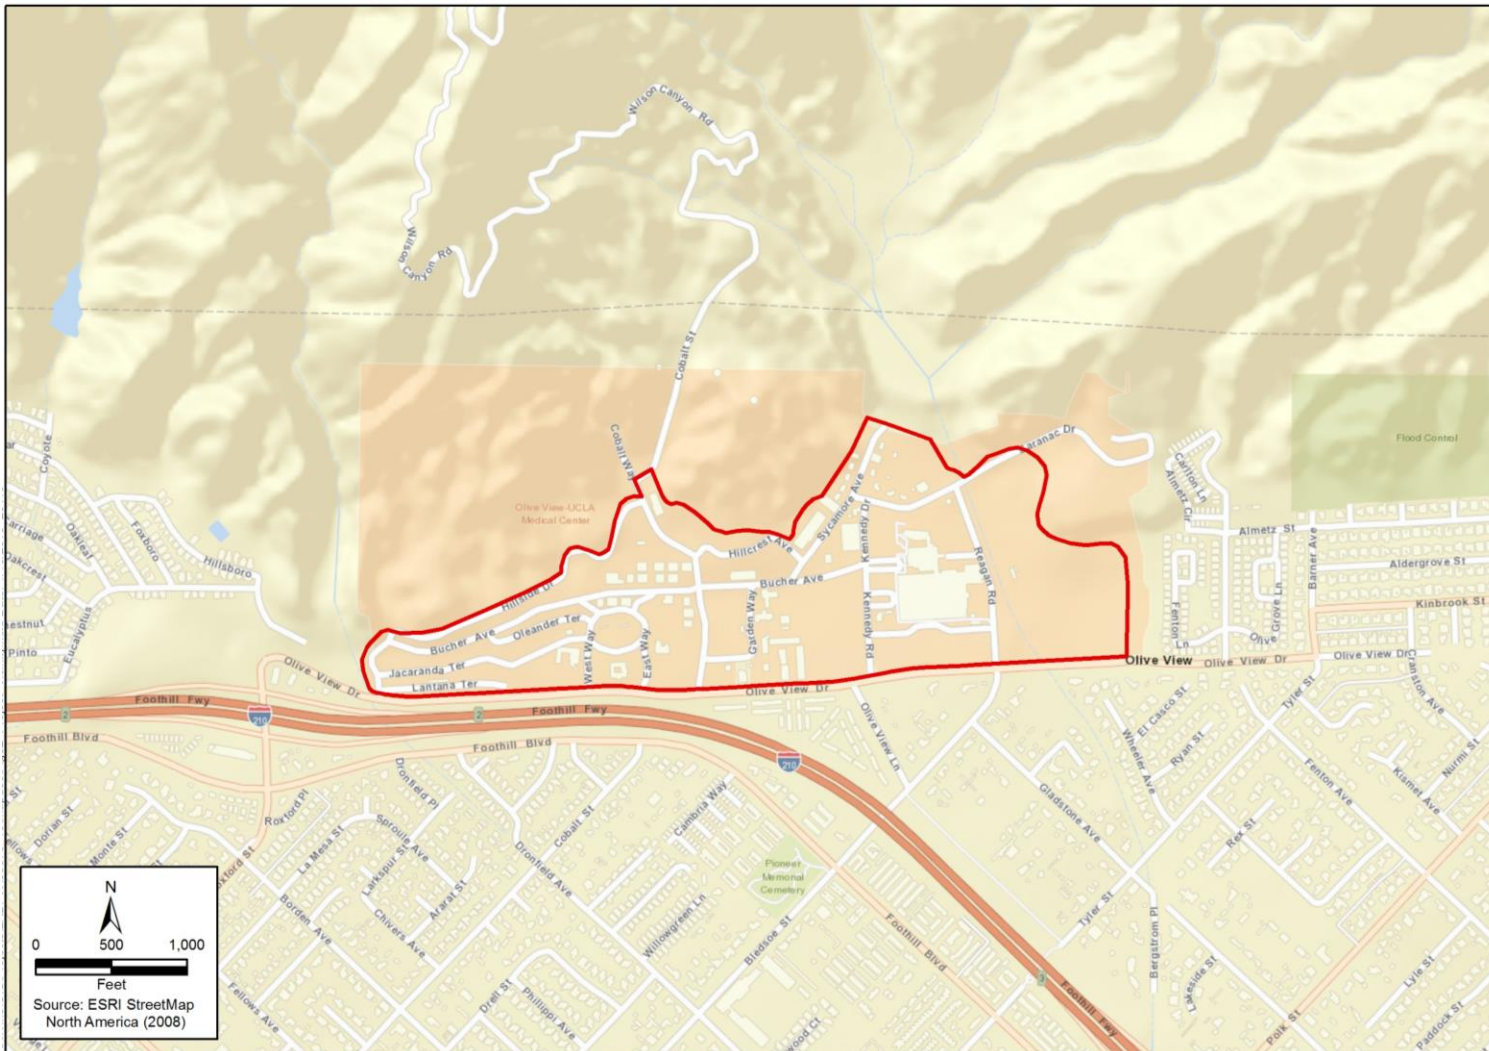 Wilson Canyon Rd
Wilson
Canyon Rd
Cobalt St
Cobalt Way
Olive View-UCLA
Medical Center
Flood Control
Saranac Dr
Sycamore Ave
Kennedy Dr
Hillcrest Ave
Bucher Ave
Reagan Rd
Hillside Dr
Bucher Ave
Oleander Ter
Jacaranda Ter
Lantana Ter
West Way
East Way
Garden Way
Kennedy Rd
Coyote
Foxboro
Oakleaf
Hillsboro
Carriage
Oakcrest
Eucalyptus
Pinto
Carlton Ln
Almetz Cir
Almetz St
Barner Ave
Aldergrove St
Kinbrook St
Fenton
Ln
Olive
Grove Ln
Olive View
Olive View Dr
Olive View Dr
Olive View Dr
Olive View Dr
Cranston Ave
Foothill Fwy
2
210
2
Foothill Fwy
Foothill Blvd
Foothill Blvd
210
Olive View Ln
El Casco St
Ryan St
Tyler St
Wheeler Ave
Fenton Ave
Kismet Ave
Nurmi St
Gladstone Ave
Rex St
Dronfield Pl
Roxford Pl
Dorian St
Monte St
La Mesa St
Sproule Ave
Larkspur St
Ararat St
Chivers Ave
Borden Ave
Dronfield Ave
Cobalt St
Cambria Way
Pioneer
Memorial
Cemetery
Willowgreen Ln
Bledsoe St
Foothill Blvd
Tyler St
Bergstrom Pl
Lakeside St
Foothill Fwy
Polk St
Lyle St
Paddock St
Fellows Ave
Drell St
Phillippi Ave
N
0 500 1,000
Feet
Source: ESRI StreetMap
North America (2008)